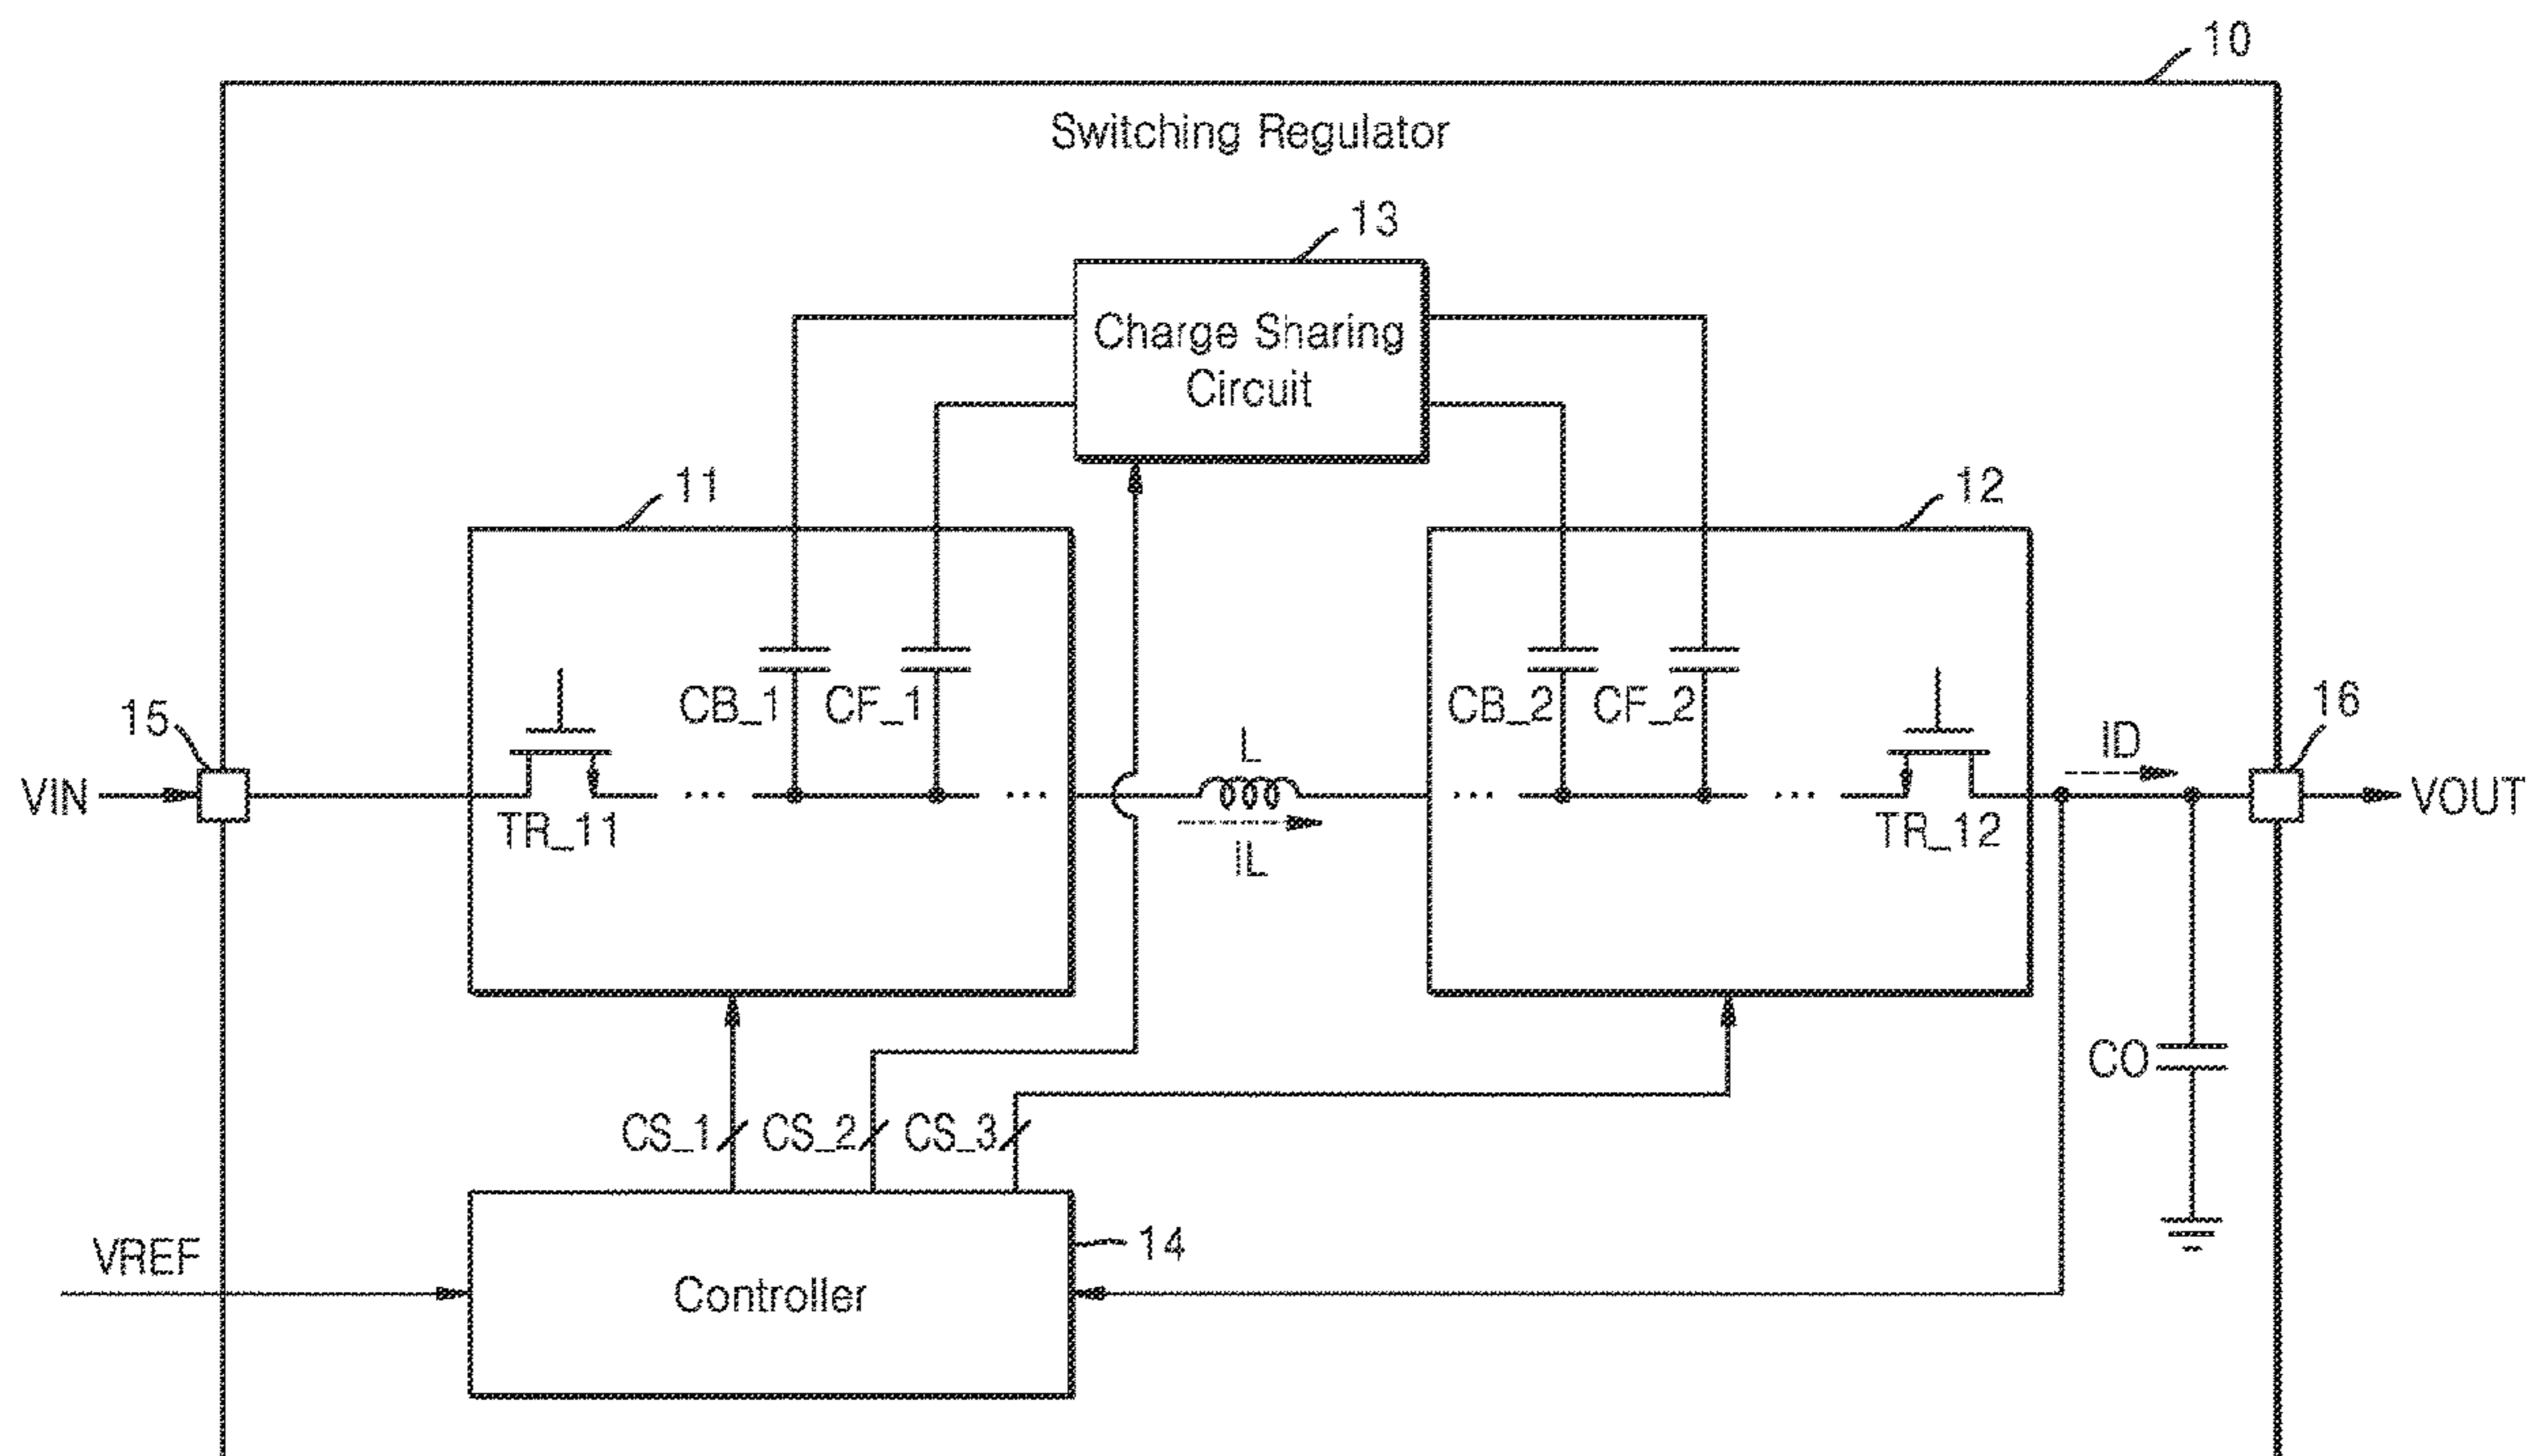 10
Switching Regulator
13
Charge Sharing
Circuit
11
12
CB_1
CF_1
CB_2
CF_2
15
16
L
ID
VIN
... ... ... ...
VOUT
TR_11
TR_12
IL
CO
CS_1
CS_2
CS_3
VREF
14
Controller